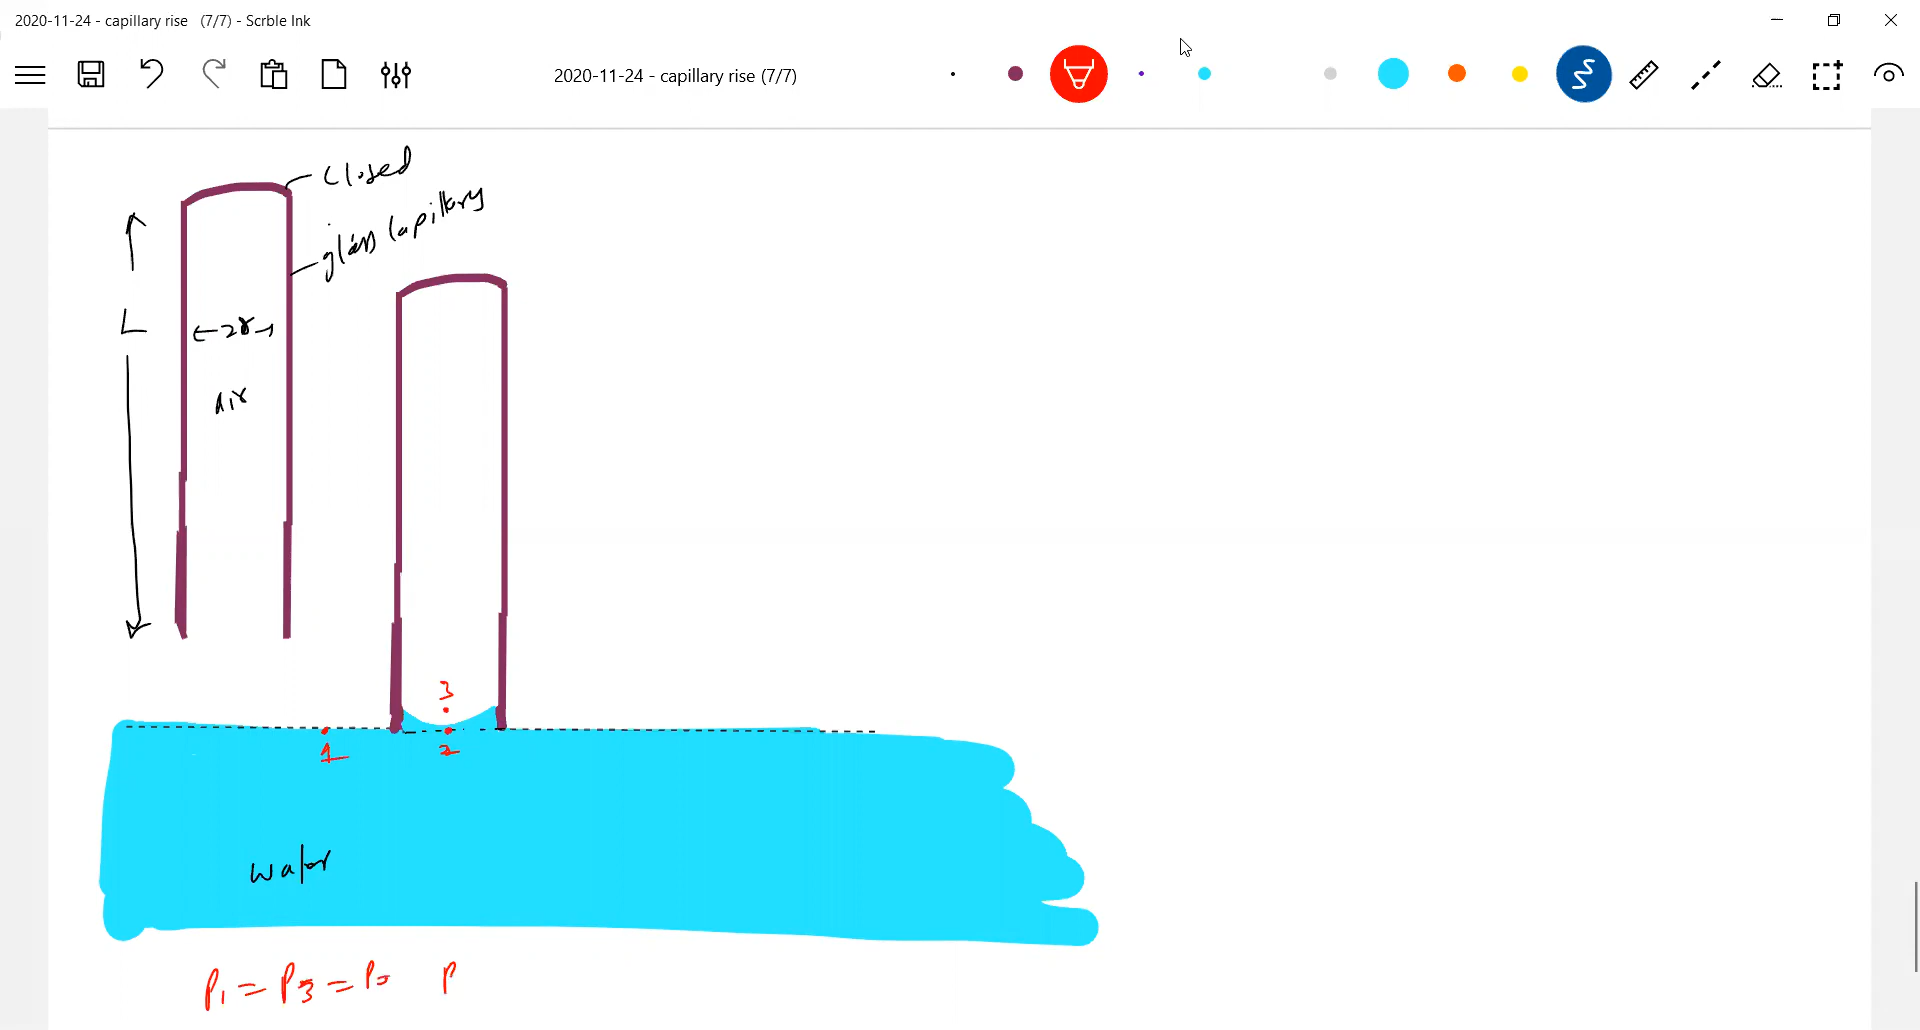 2020-11-24 - capillary rise (7/7) - Scrble Ink
2020-11-24 - capillary rise (7/7)
closed
glass capillary
L
2r
air
3
1
2
water
P₁ = P₃ = P₀ P